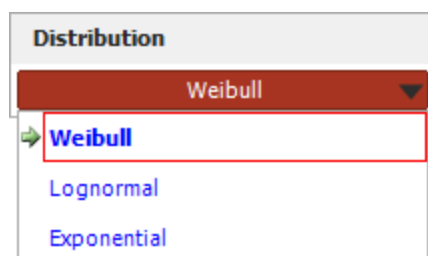 Distribution
Weibull
Weibull
Lognormal
Exponential